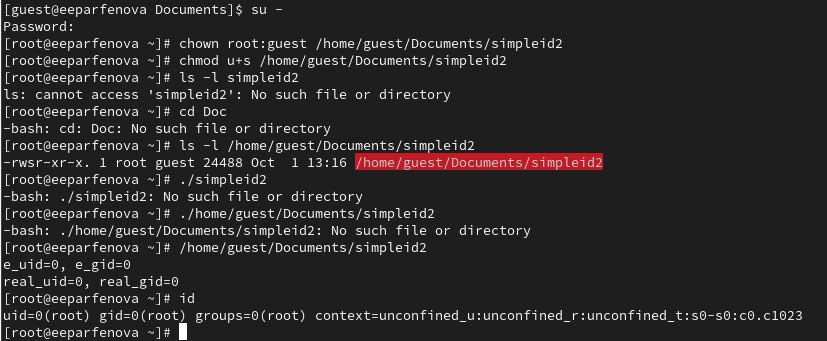 [guest@eeparfenova Documents]$ su -
Password:
[root@eeparfenova ~]# chown root:guest /home/guest/Documents/simpleid2
[root@eeparfenova ~]# chmod u+s /home/guest/Documents/simpleid2
[root@eeparfenova ~]# ls -l simpleid2
ls: cannot access 'simpleid2': No such file or directory
[root@eeparfenova ~]# cd Doc
-bash: cd: Doc: No such file or directory
[root@eeparfenova ~]# ls -l /home/guest/Documents/simpleid2
-rwsr-xr-x. 1 root guest 24488 Oct  1 13:16 /home/guest/Documents/simpleid2
[root@eeparfenova ~]# ./simpleid2
-bash: ./simpleid2: No such file or directory
[root@eeparfenova ~]# ./home/guest/Documents/simpleid2
-bash: ./home/guest/Documents/simpleid2: No such file or directory
[root@eeparfenova ~]# /home/guest/Documents/simpleid2
e_uid=0, e_gid=0
real_uid=0, real_gid=0
[root@eeparfenova ~]# id
uid=0(root) gid=0(root) groups=0(root) context=unconfined_u:unconfined_r:unconfined_t:s0-s0:c0.c1023
[root@eeparfenova ~]#